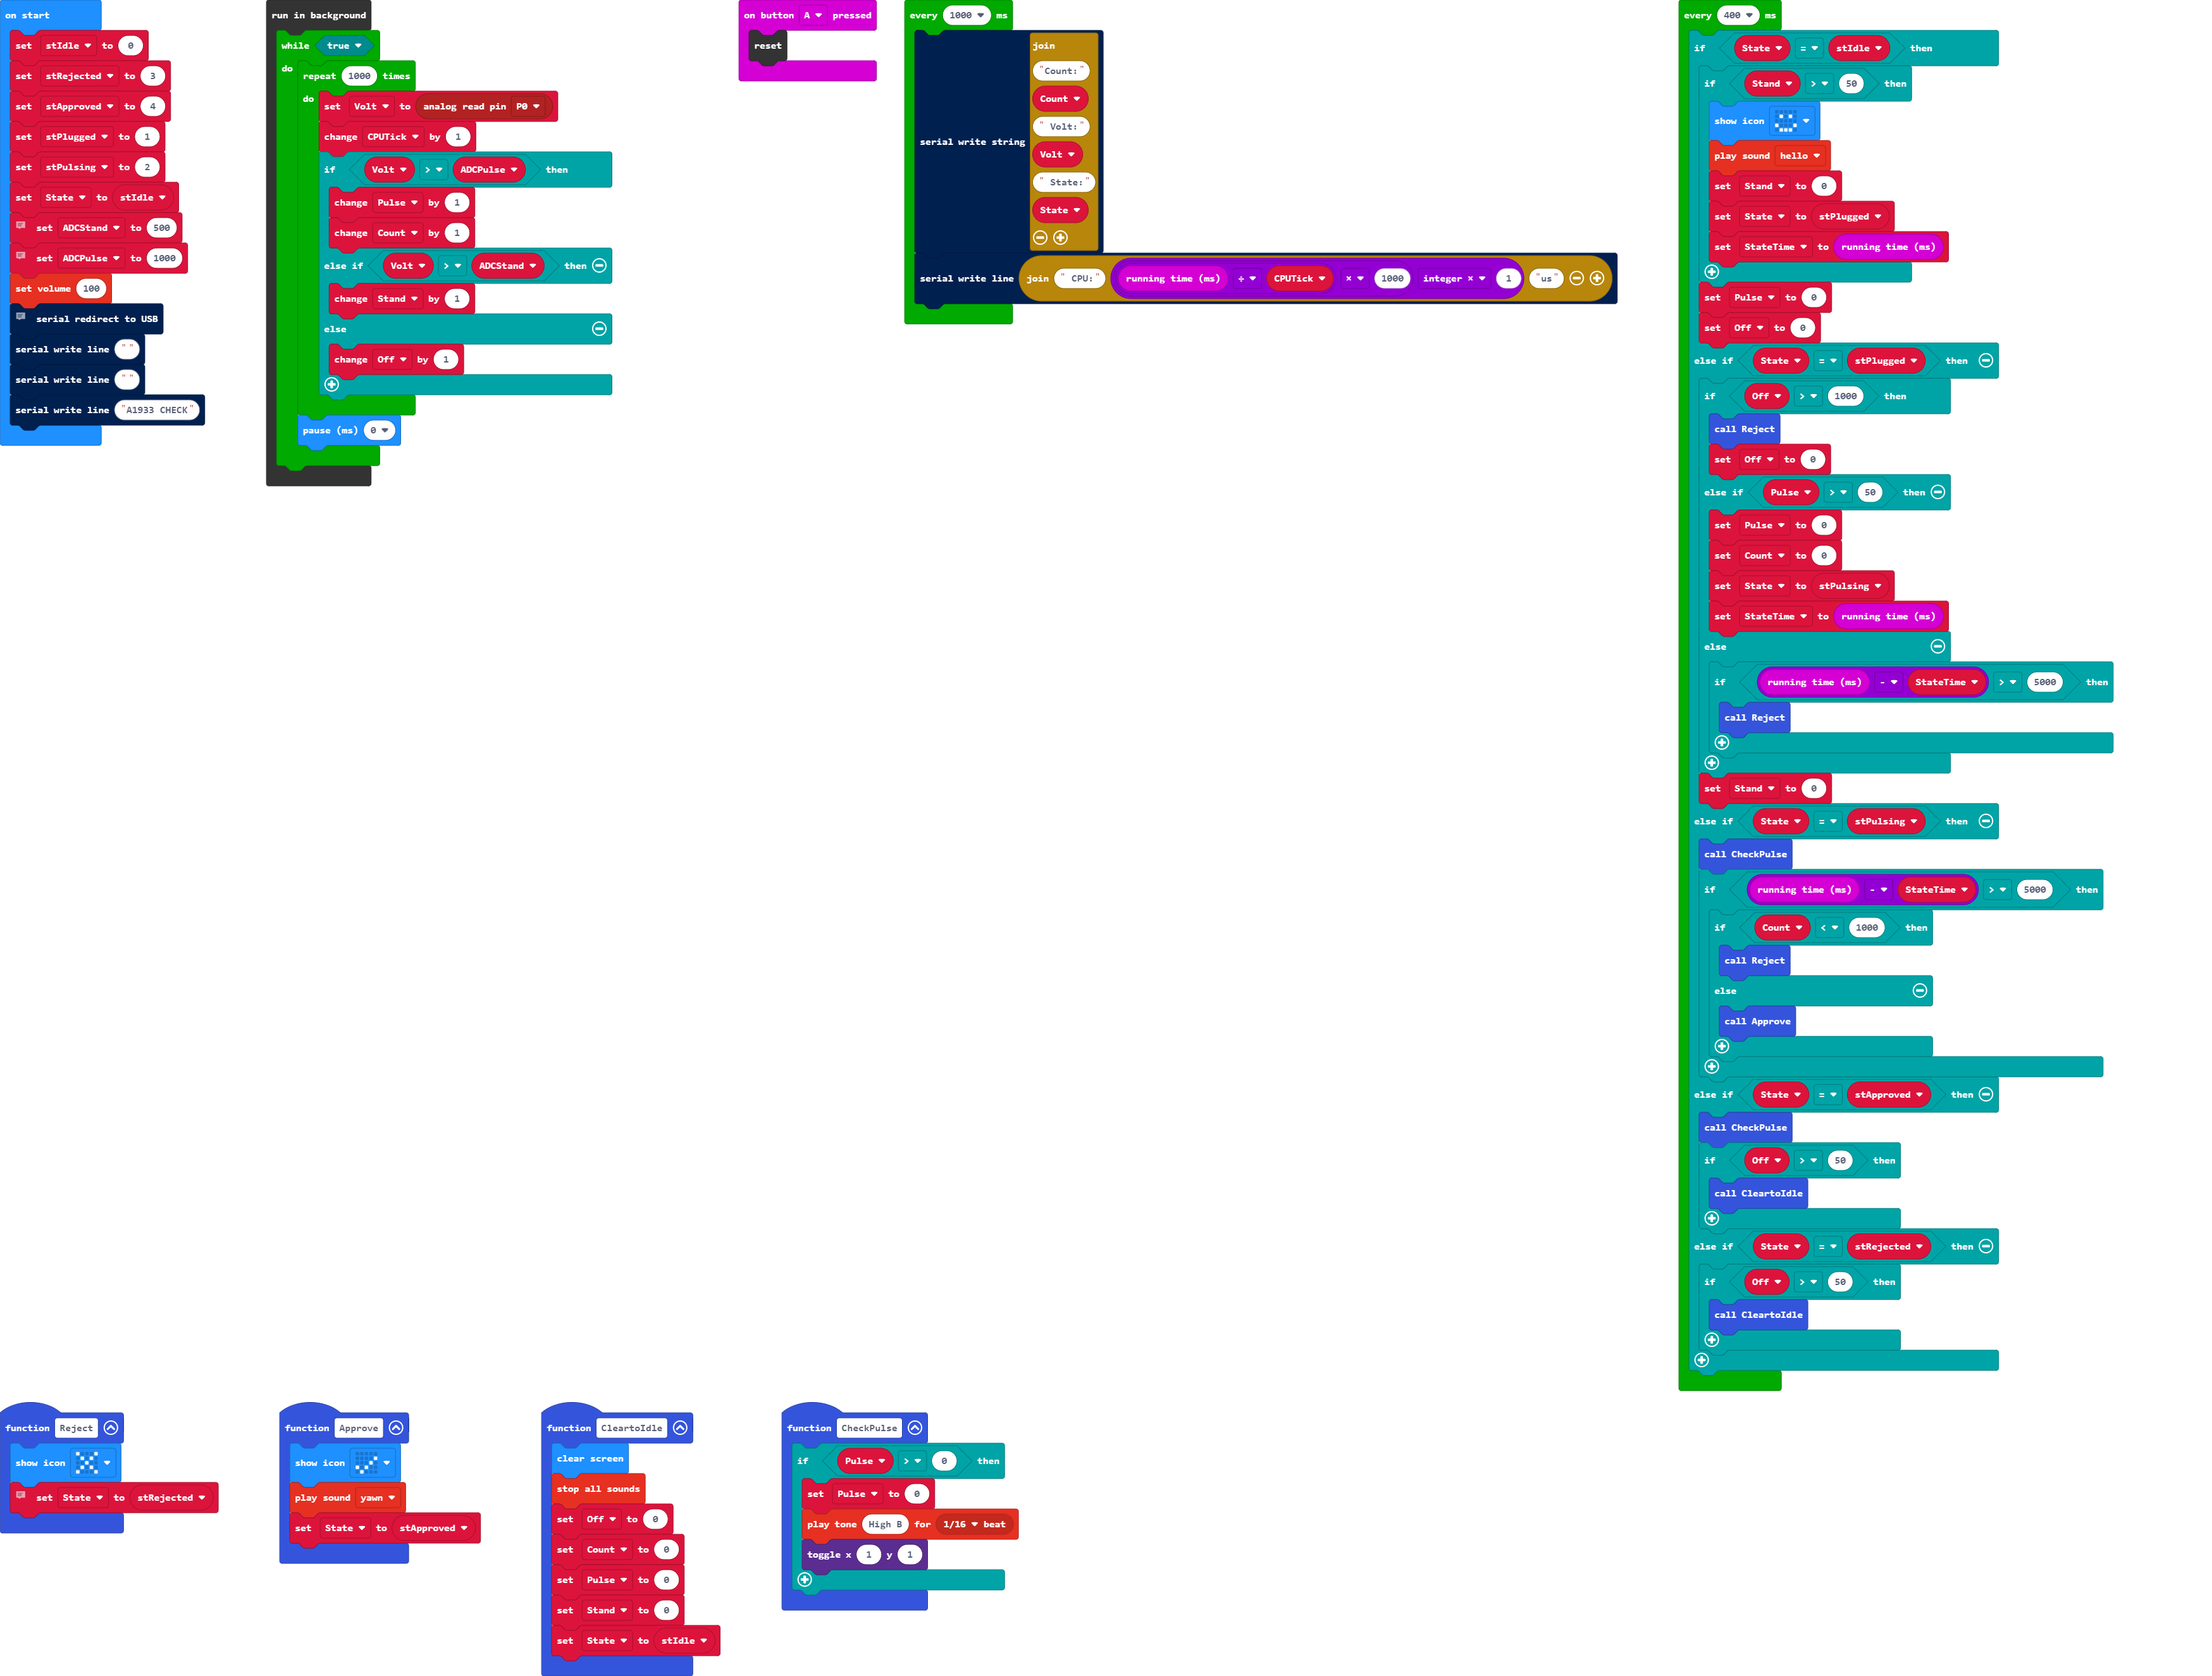 on start
set stIdle to 0
set stRejected to 3
set stApproved to 4
set stPlugged to 1
set stPulsing to 2
set State to stIdle
set ADCStand to 500
set ADCPulse to 1000
set volume 100
serial redirect to USB
serial write line " "
serial write line " "
serial write line "A1933 CHECK"
run in background
while true
do
repeat 1000 times
do
set Volt to analog read pin P0
change CPUTick by 1
if Volt > ADCPulse then
change Pulse by 1
change Count by 1
else if Volt > ADCStand then
change Stand by 1
else
change Off by 1
pause (ms) 0
on button A pressed
reset
every 1000 ms
serial write string
join
"Count:"
Count
" Volt:"
Volt
" State:"
State
serial write line join " CPU:" running time (ms) ÷ CPUTick × 1000 integer × 1 "us"
every 400 ms
if State = stIdle then
if Stand > 50 then
show icon
play sound hello
set Stand to 0
set State to stPlugged
set StateTime to running time (ms)
set Pulse to 0
set Off to 0
else if State = stPlugged then
if Off > 1000 then
call Reject
set Off to 0
else if Pulse > 50 then
set Pulse to 0
set Count to 0
set State to stPulsing
set StateTime to running time (ms)
else
if running time (ms) - StateTime > 5000 then
call Reject
set Stand to 0
else if State = stPulsing then
call CheckPulse
if running time (ms) - StateTime > 5000 then
if Count < 1000 then
call Reject
else
call Approve
else if State = stApproved then
call CheckPulse
if Off > 50 then
call CleartoIdle
else if State = stRejected then
if Off > 50 then
call CleartoIdle
function Reject
show icon
set State to stRejected
function Approve
show icon
play sound yawn
set State to stApproved
function CleartoIdle
clear screen
stop all sounds
set Off to 0
set Count to 0
set Pulse to 0
set Stand to 0
set State to stIdle
function CheckPulse
if Pulse > 0 then
set Pulse to 0
play tone High B for 1/16 beat
toggle x 1 y 1